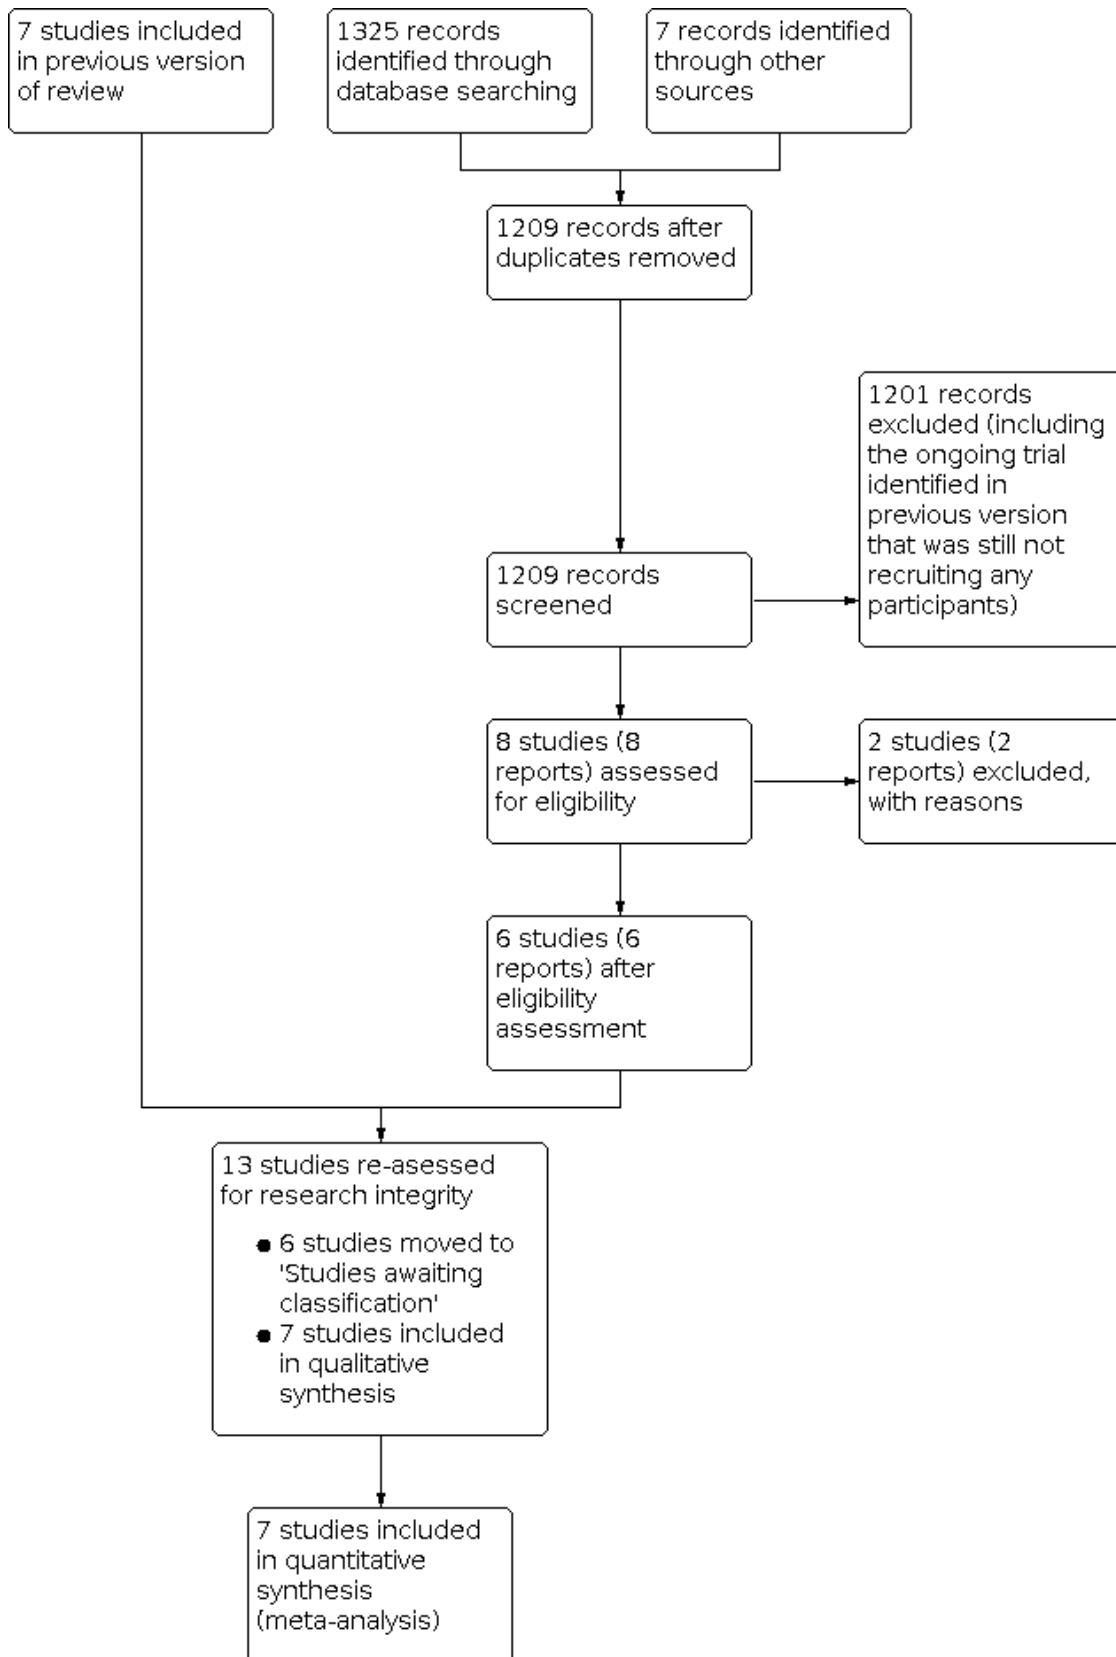 7 studies included
in previous version
of review
1325 records
identified through
database searching
7 records identified
through other
sources
1209 records after
duplicates removed
1201 records
excluded (including
the ongoing trial
identified in
previous version
that was still not
recruiting any
participants)
1209 records
screened
8 studies (8
reports) assessed
for eligibility
2 studies (2
reports) excluded,
with reasons
6 studies (6
reports) after
eligibility
assessment
13 studies re-asessed
for research integrity
● 6 studies moved to
'Studies awaiting
classification'
● 7 studies included
in qualitative
synthesis
7 studies included
in quantitative
synthesis
(meta-analysis)